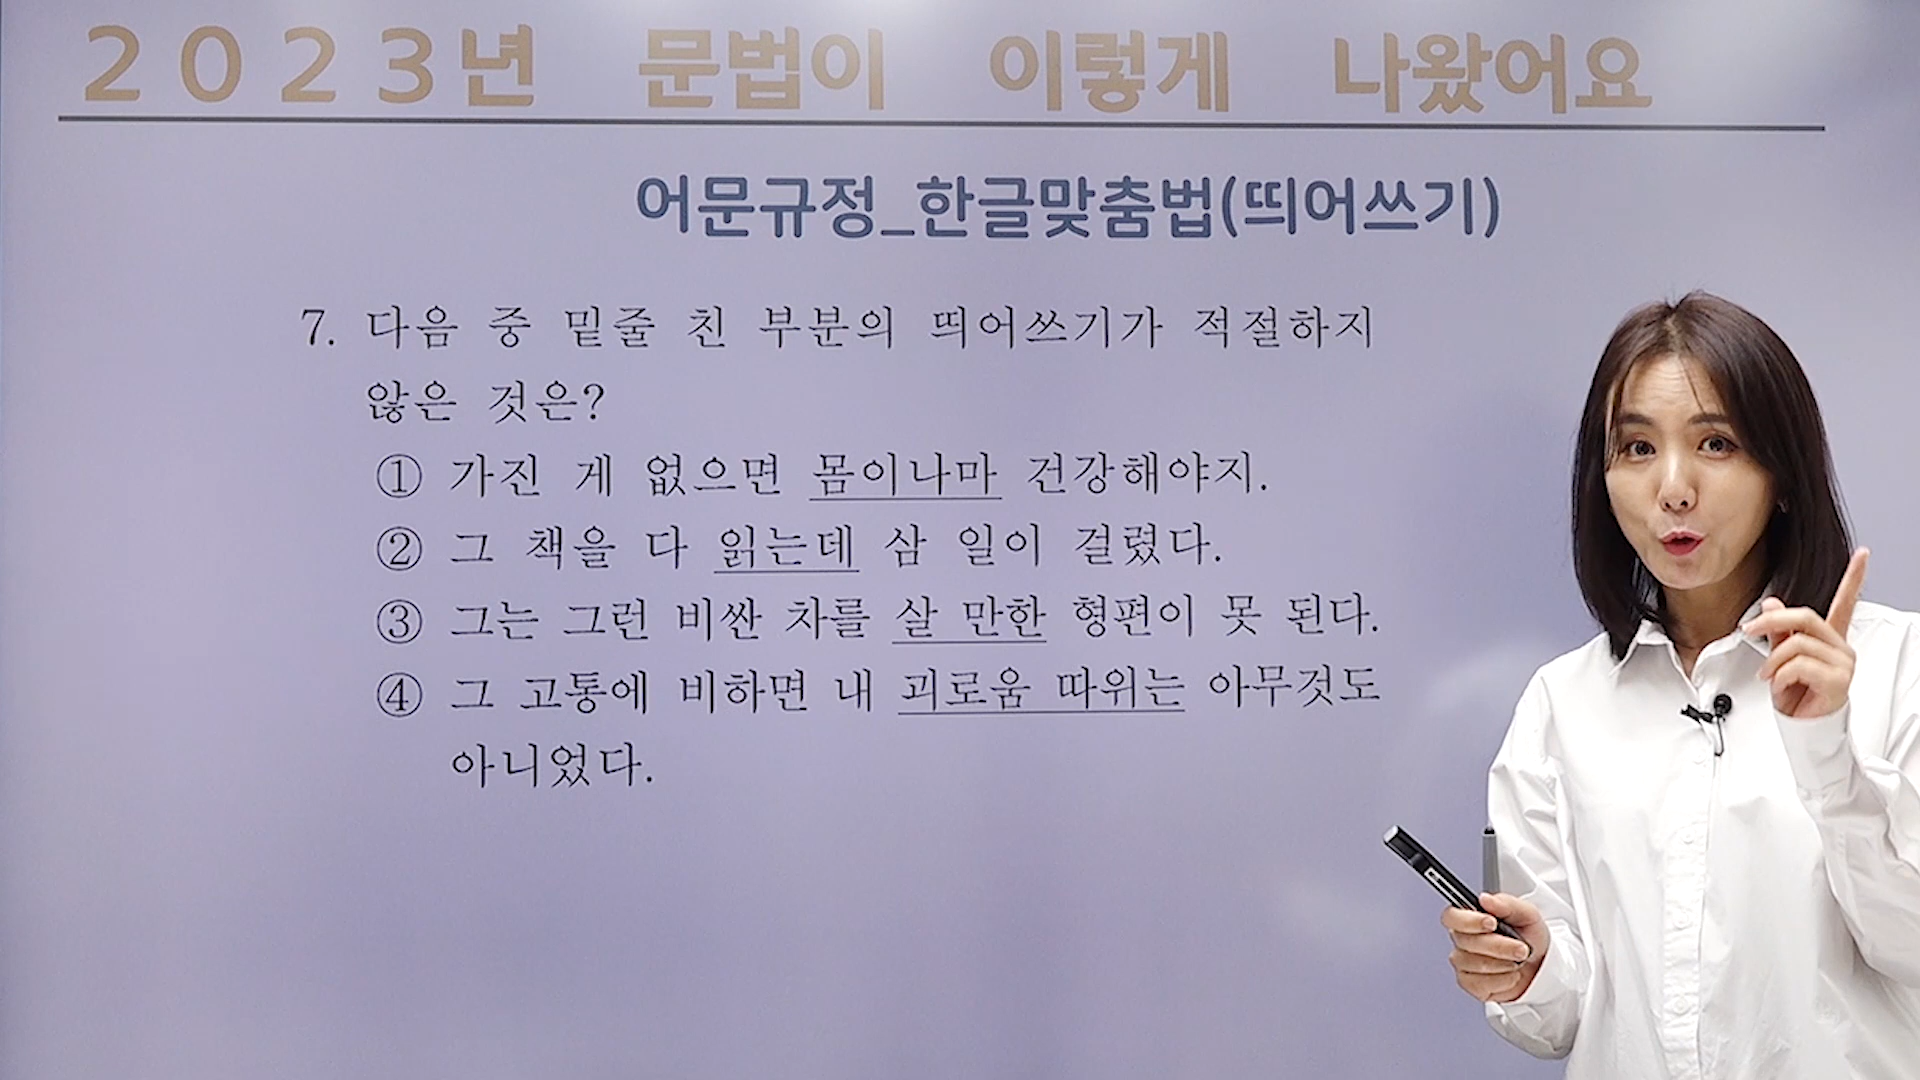 2023년 문법이 이렇게 나왔어요
어문규정_한글맞춤법(띄어쓰기)
7. 다음 중 밑줄 친 부분의 띄어쓰기가 적절하지
않은 것은?
① 가진 게 없으면 몸이나마 건강해야지.
② 그 책을 다 읽는데 삼 일이 걸렸다.
③ 그는 그런 비싼 차를 살 만한 형편이 못 된다.
④ 그 고통에 비하면 내 괴로움 따위는 아무것도
아니었다.